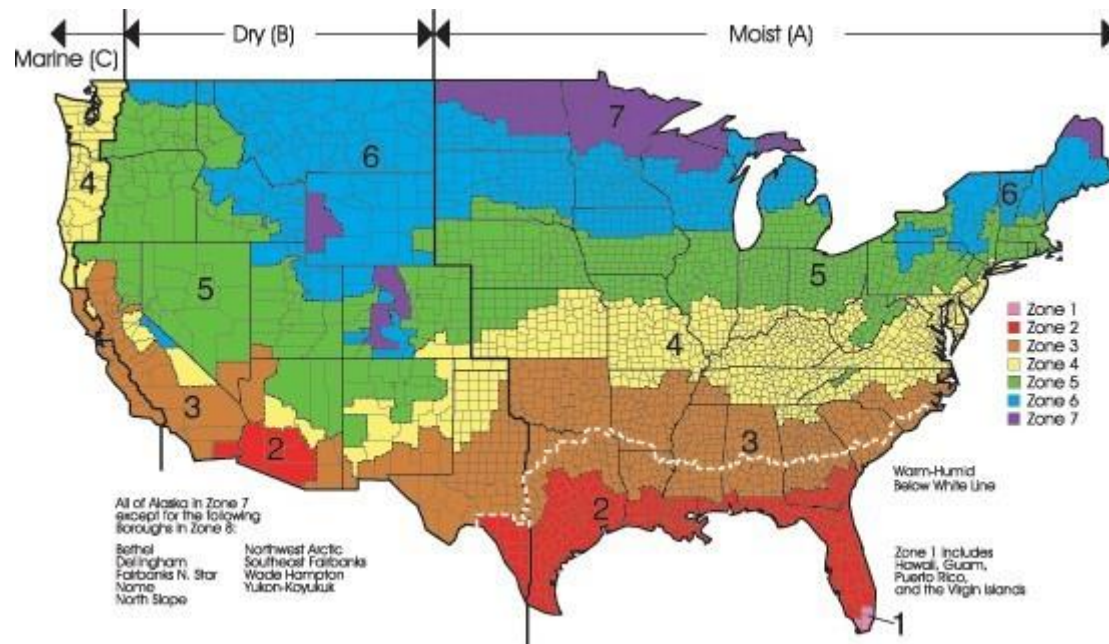 Marine (C)
Dry (B)
Moist (A)
7
6
6
4
5
5
4
3
3
2
2
1
Zone 1
Zone 2
Zone 3
Zone 4
Zone 5
Zone 6
Zone 7
Warm-Humid
Below White Line
All of Alaska in Zone 7
except for the following
Boroughs in Zone 8:
Bethel
Dellingham
Fairbanks N. Star
Nome
North Slope
Northwest Arctic
Southeast Fairbanks
Wade Hampton
Yukon-Koyukuk
Zone 1 includes
Hawaii, Guam,
Puerto Rico,
and the Virgin Islands